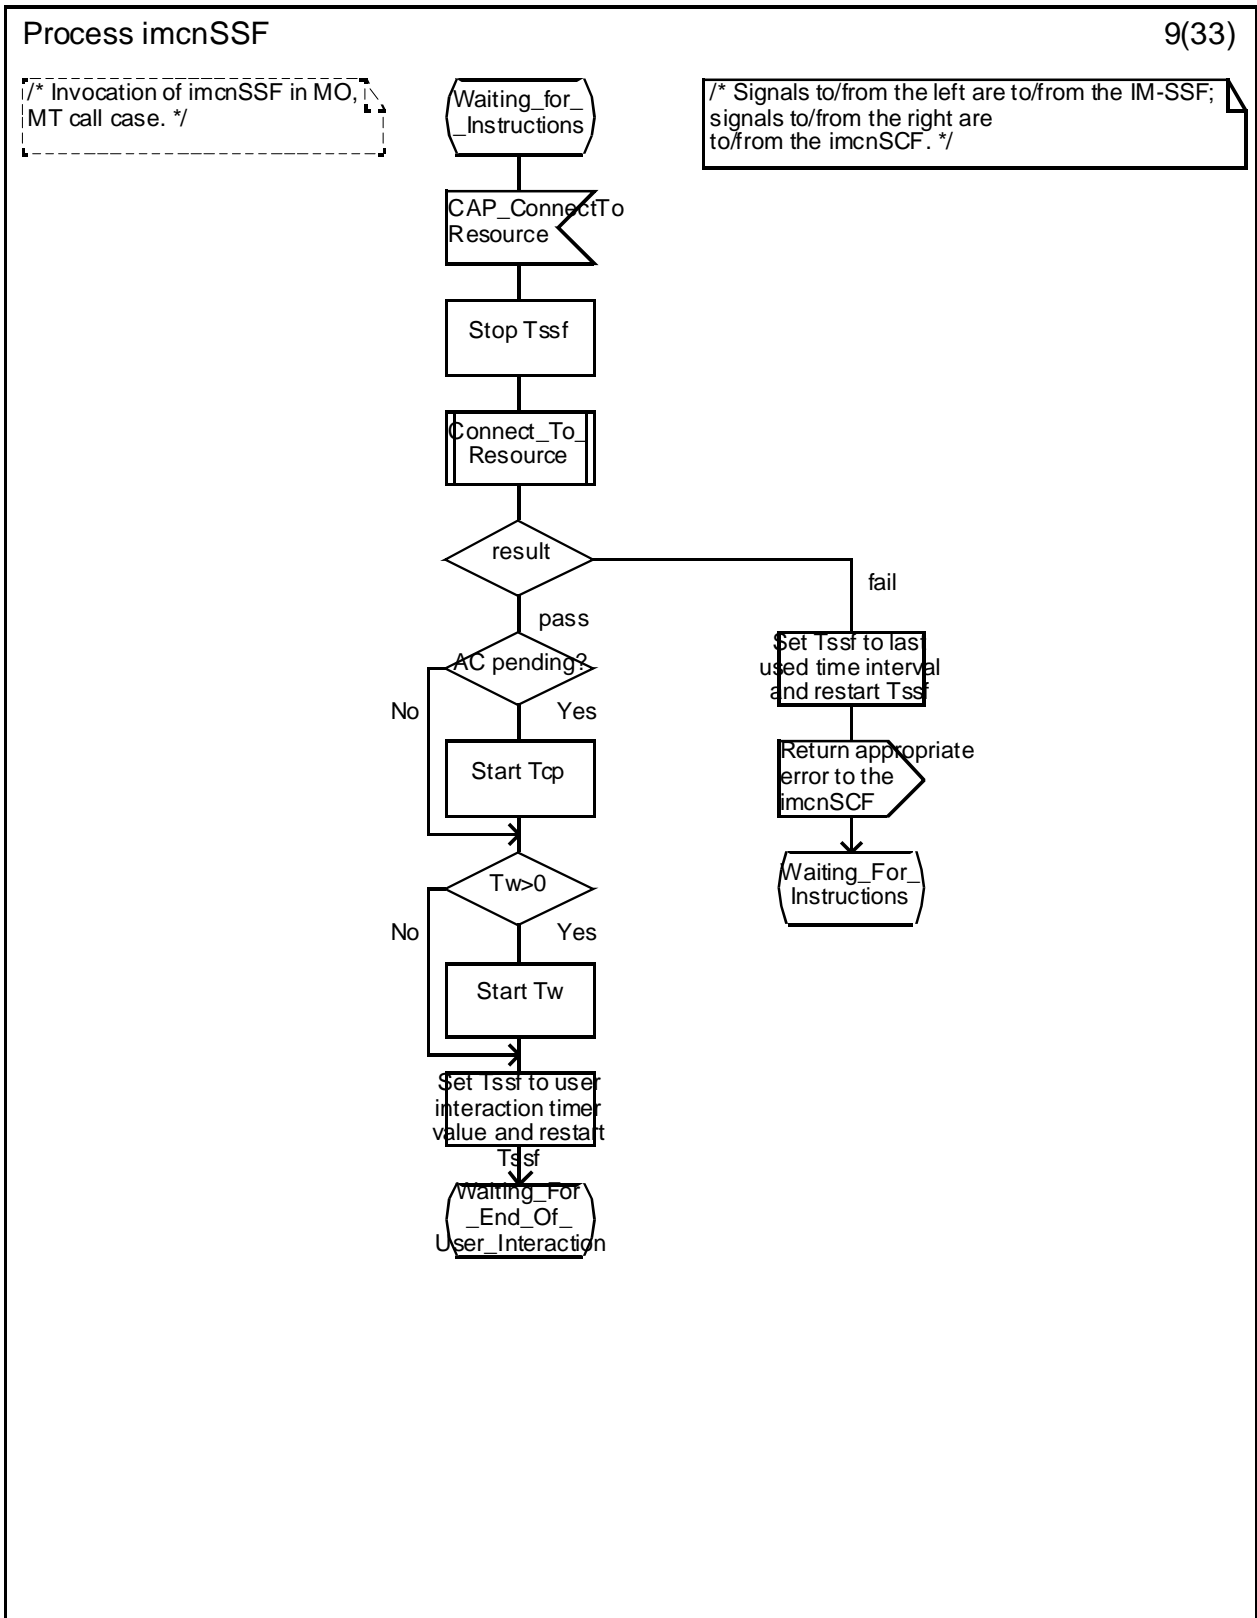 Process imcnSSF
9(33)
/* Invocation of imcnSSF in MO,
MT call case. */
Waiting_for_
_Instructions
/* Signals to/from the left are to/from the IM-SSF;
signals to/from the right are
to/from the imcnSCF. */
CAP_ConnectTo
Resource
Stop Tssf
Connect_To_
Resource
result
fail
pass
AC pending?
Set Tssf to last
used time interval
and restart Tssf
No
Yes
Start Tcp
Return appropriate
error to the
imcnSCF
Tw>0
Waiting_For_
Instructions
No
Yes
Start Tw
Set Tssf to user
interaction timer
value and restart
Tssf
Waiting_For
_End_Of_
User_Interaction